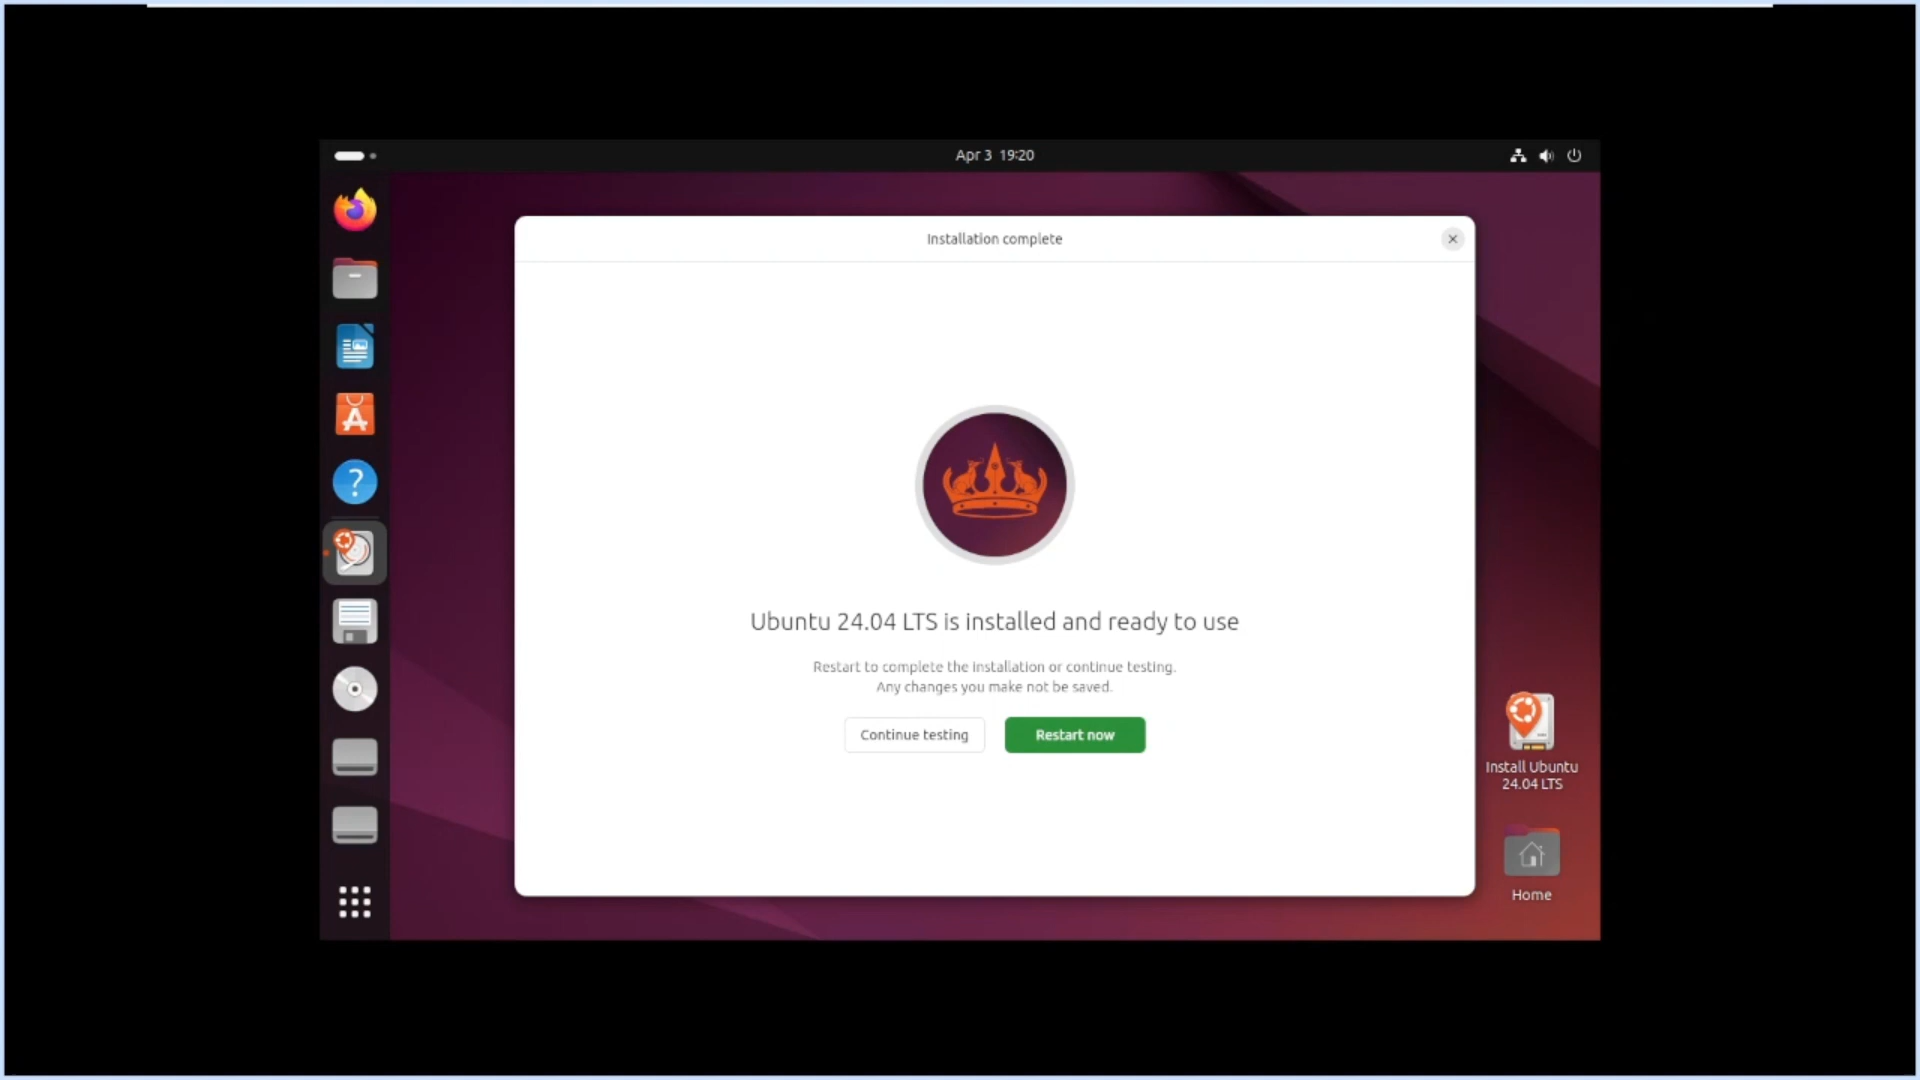 Apr 3 19:20
Installation complete
Ubuntu 24.04 LTS is installed and ready to use
Restart to complete the installation or continue testing.
Any changes you make not be saved.
Continue testing
Restart now
Install Ubuntu
24.04 LTS
Home